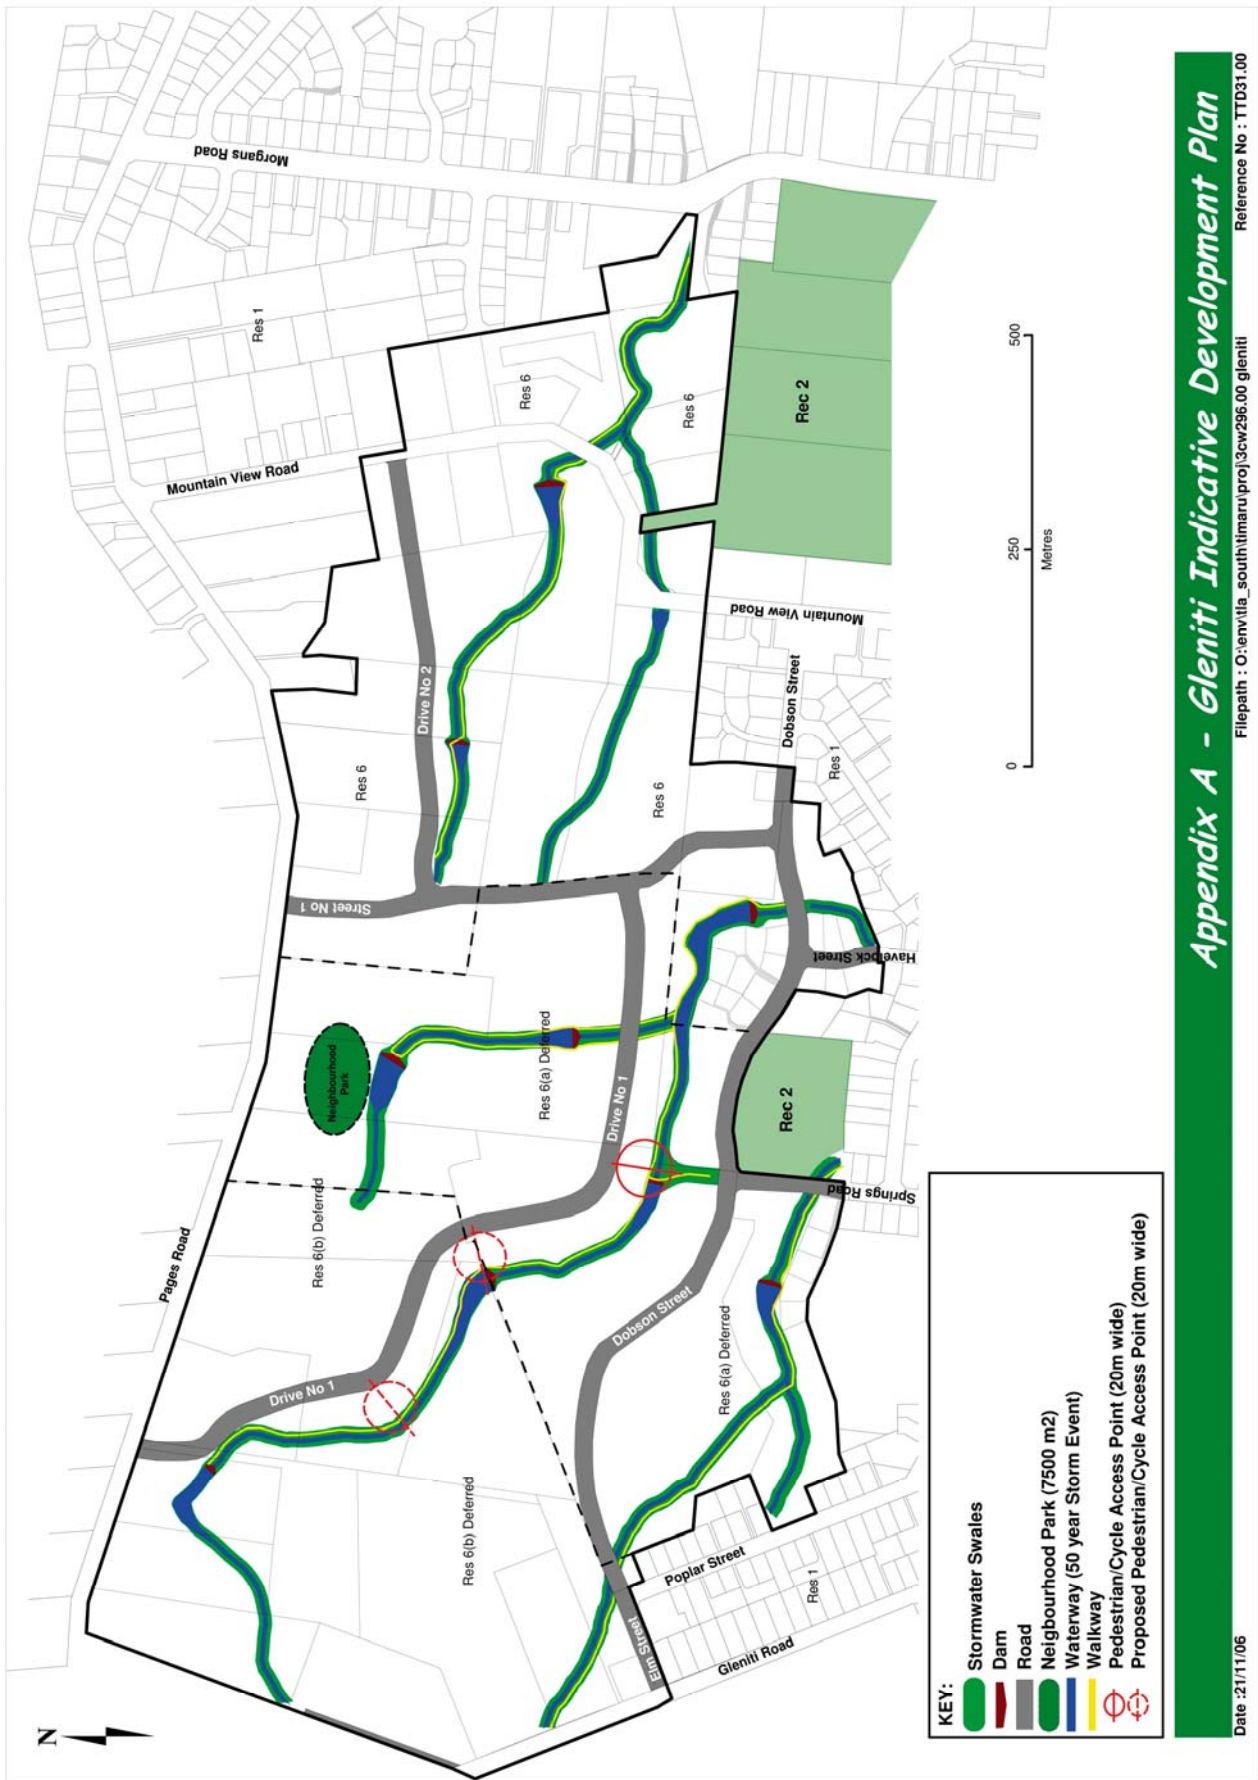 N
Pages Road
Morgans Road
Res 1
Mountain View Road
Res 6
Res 6
Rec 2
Drive No 2
Res 6
Res 6
Mountain View Road
Dobson Street
Res 1
Street No 1
Havelock Street
Neighbourhood
Park
Res 6(a) Deferred
Drive No 1
Rec 2
Springs Road
Res 6(b) Deferred
Drive No 1
Dobson Street
Res 6(a) Deferred
Res 6(b) Deferred
Elm Street
Poplar Street
Res 1
Gleniti Road
0
250
500
Metres
KEY:
Stormwater Swales
Dam
Road
Neigbourhood Park (7500 m2)
Waterway (50 year Storm Event)
Walkway
Pedestrian/Cycle Access Point (20m wide)
Proposed Pedestrian/Cycle Access Point (20m wide)
Appendix A - Gleniti Indicative Development Plan
Date :21/11/06
Filepath : O:\env\tla_south\timaru\proj\3cw296.00 gleniti
Reference No : TTD31.00